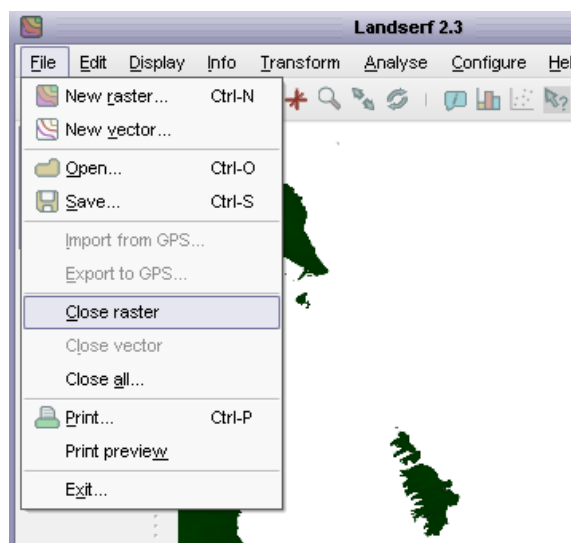 Landserf 2.3
File Edit Display Info Transform Analyse Configure
New raster... Ctrl-N
New vector...
Open... Ctrl-O
Save... Ctrl-S
Import from GPS...
Export to GPS...
Close raster
Close vector
Close all...
Print... Ctrl-P
Print preview
Exit...